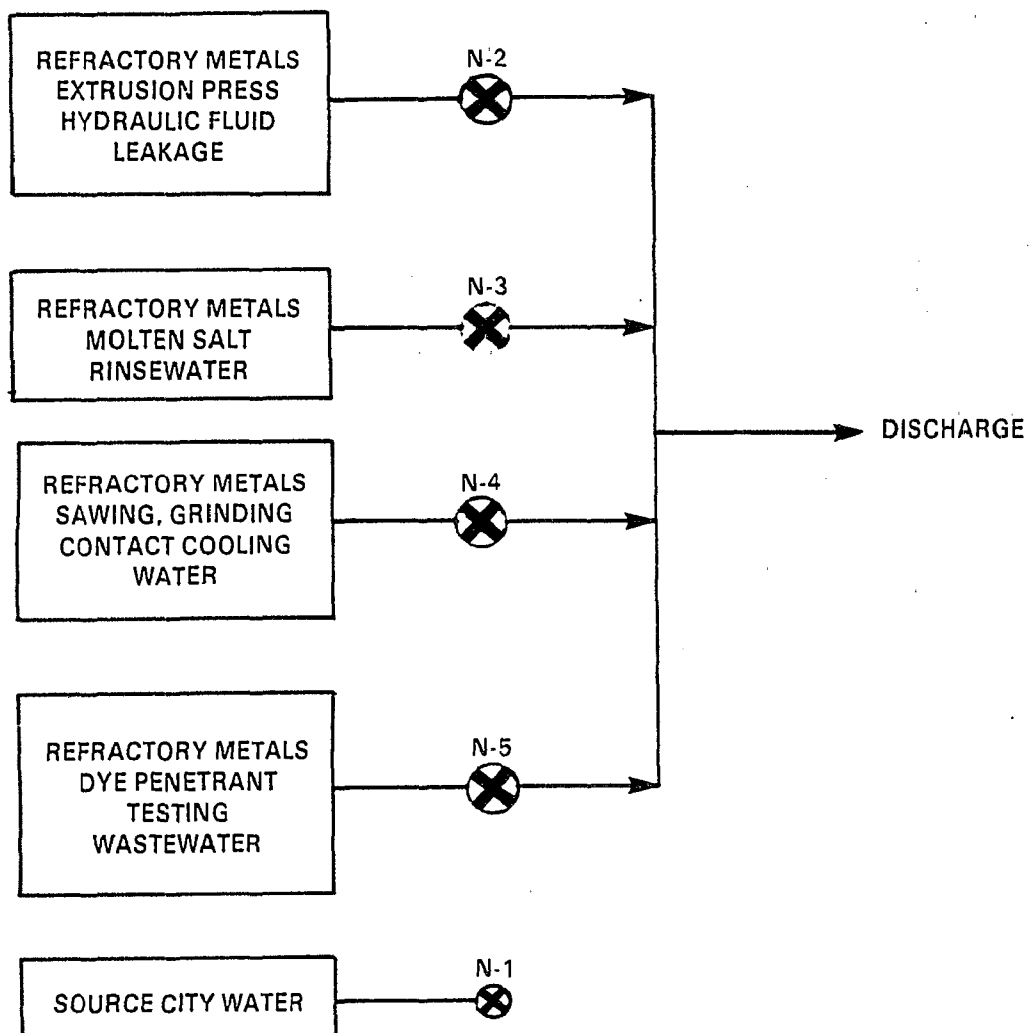 REFRACTORY METALS
EXTRUSION PRESS
HYDRAULIC FLUID
LEAKAGE
N-2
REFRACTORY METALS
MOLTEN SALT
RINSEWATER
N-3
DISCHARGE
REFRACTORY METALS
SAWING, GRINDING
CONTACT COOLING
WATER
N-4
REFRACTORY METALS
DYE PENETRANT
TESTING
WASTEWATER
N-5
SOURCE CITY WATER
N-1